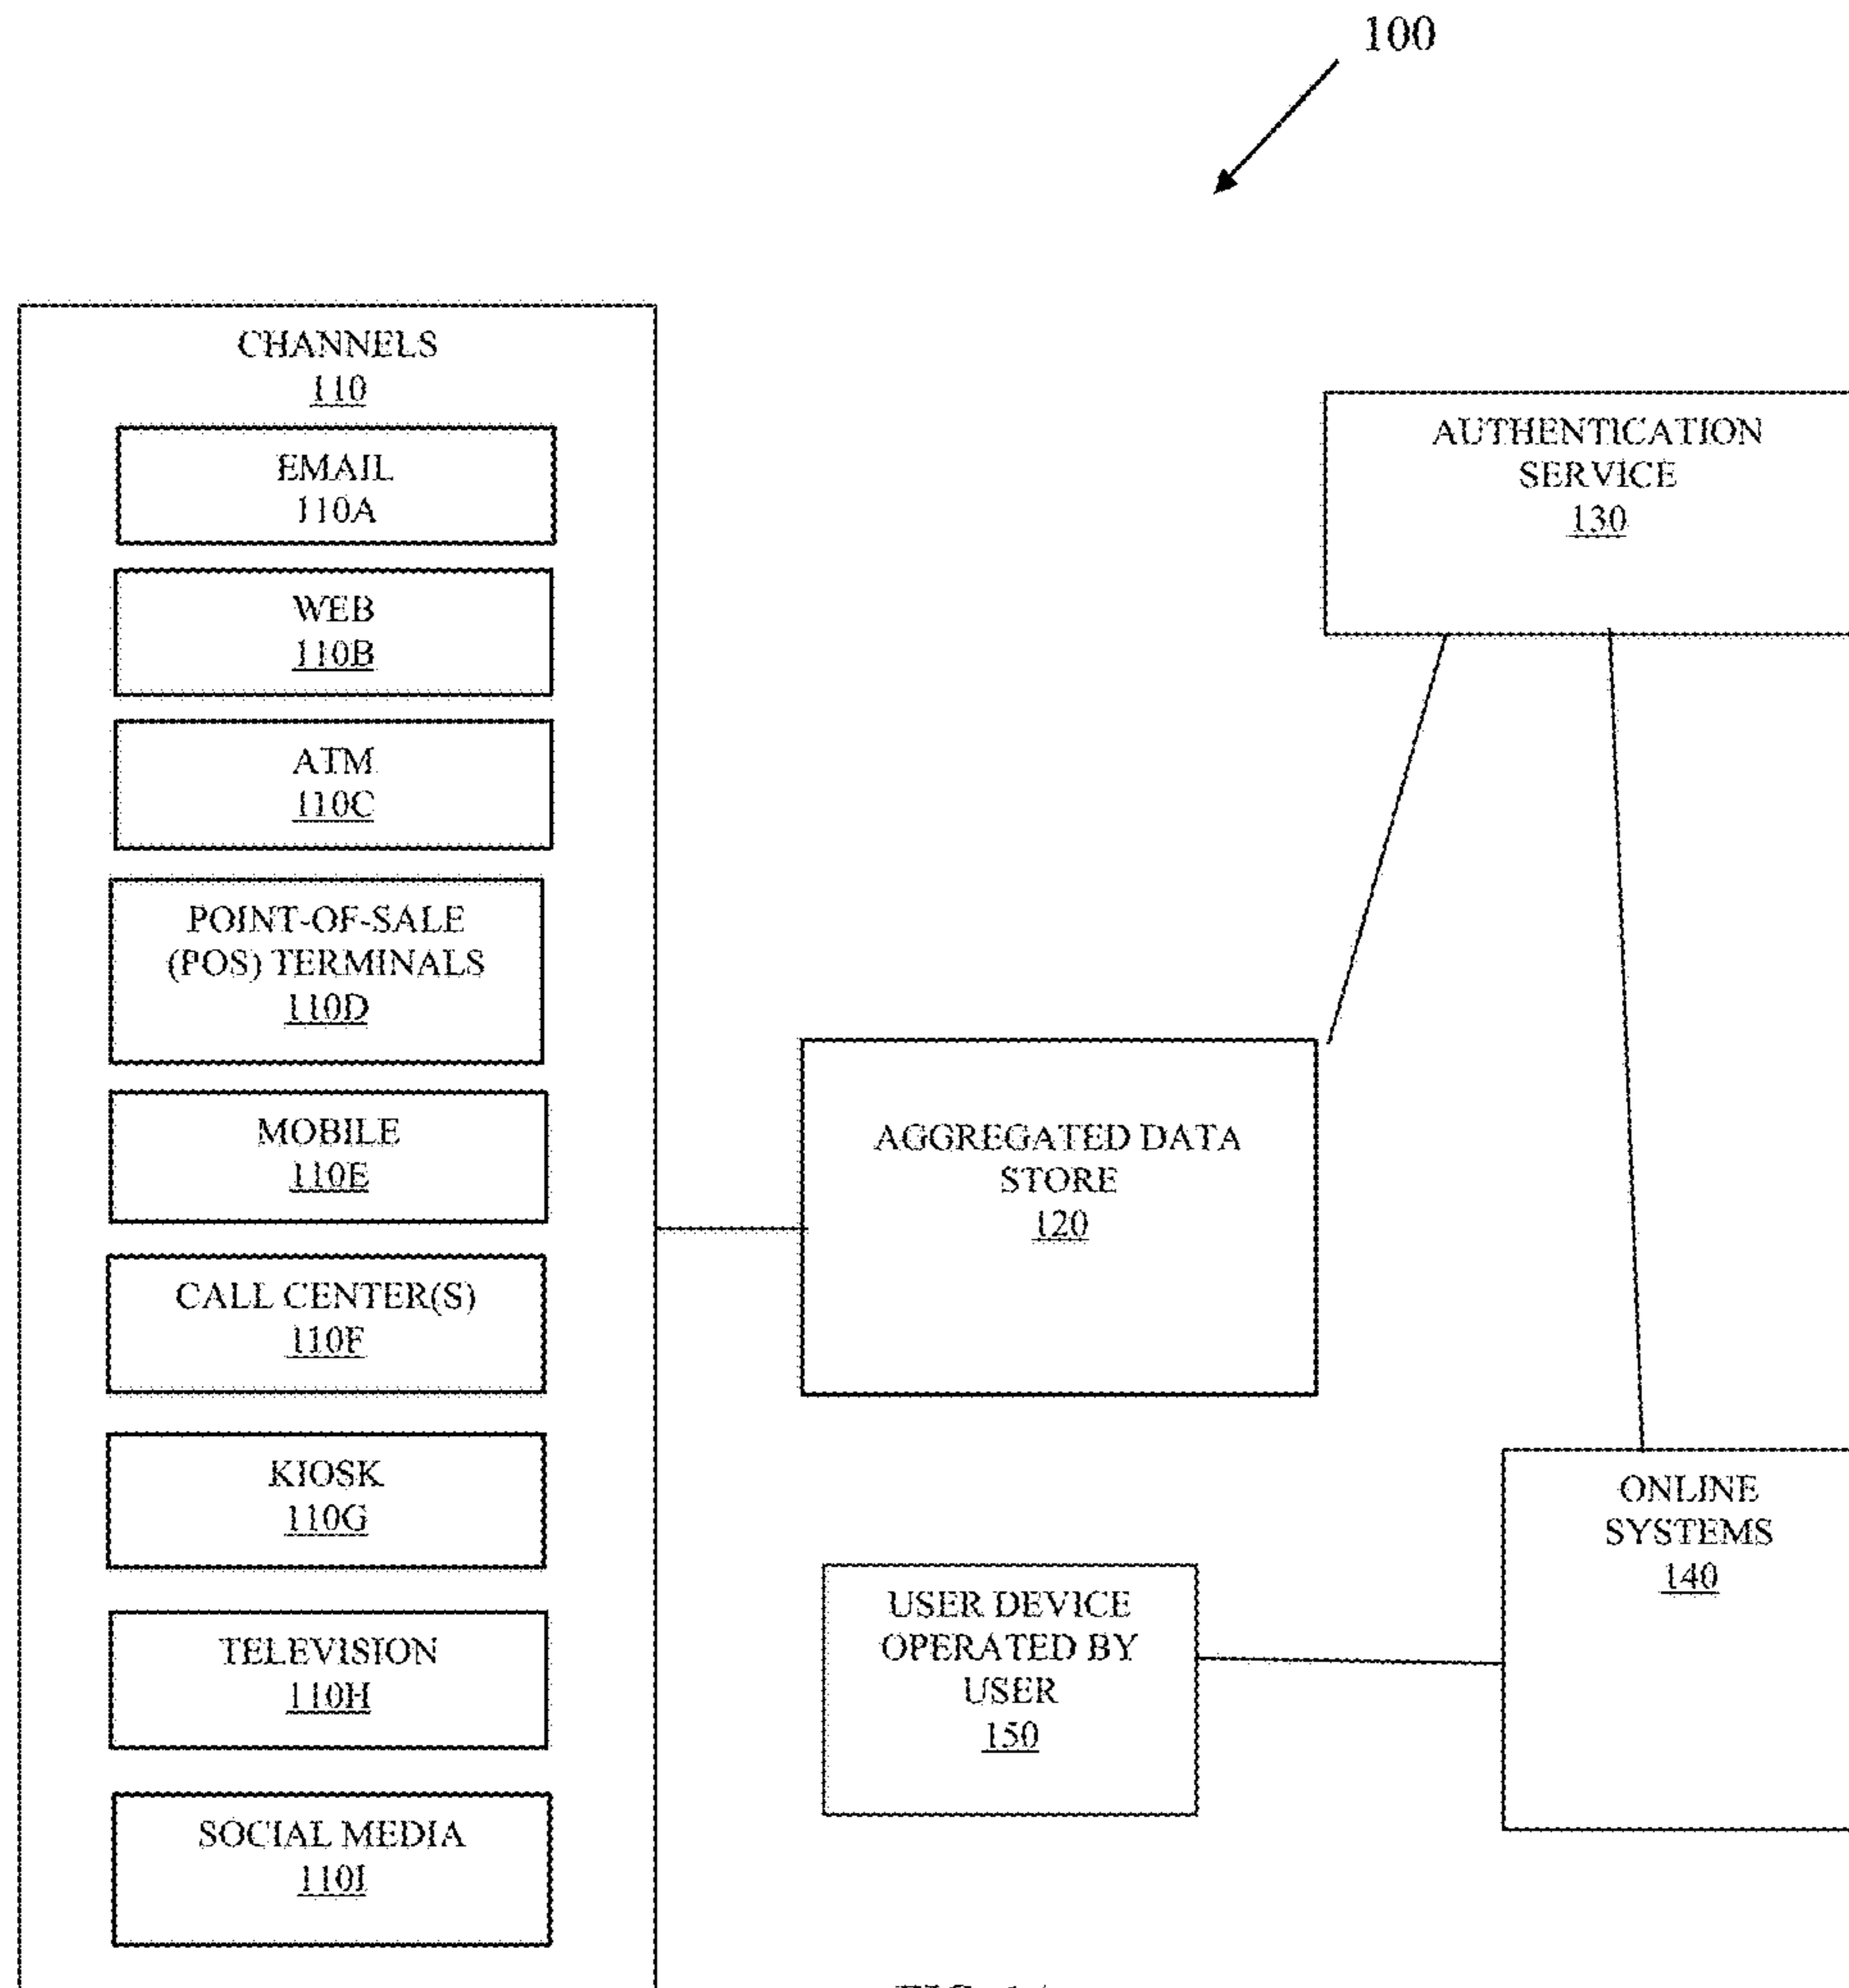 100
CHANNELS
110
EMAIL
110A
WEB
110B
ATM
110C
POINT-OF-SALE
(POS) TERMINALS
110D
MOBILE
110E
CALL CENTER(S)
110F
KIOSK
110G
TELEVISION
110H
SOCIAL MEDIA
110I
AUTHENTICATION
SERVICE
130
AGGREGATED DATA
STORE
120
USER DEVICE
OPERATED BY
USER
150
ONLINE
SYSTEMS
140